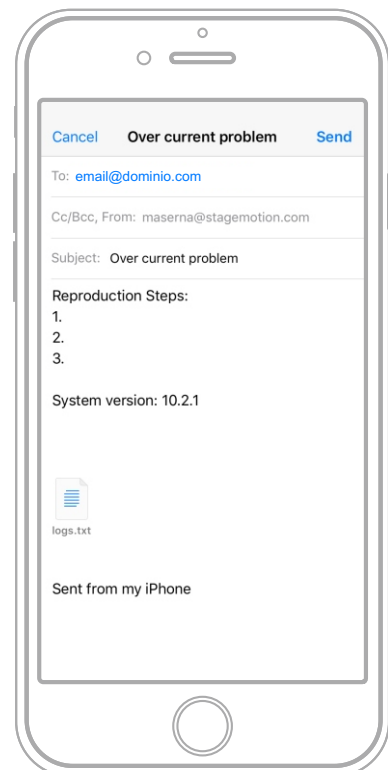 Cancel Over current problem Send
To: email@dominio.com
Cc/Bcc, From: maserna@stagemotion.com
Subject: Over current problem
Reproduction Steps:
1.
2.
3.
System version: 10.2.1
logs.txt
Sent from my iPhone